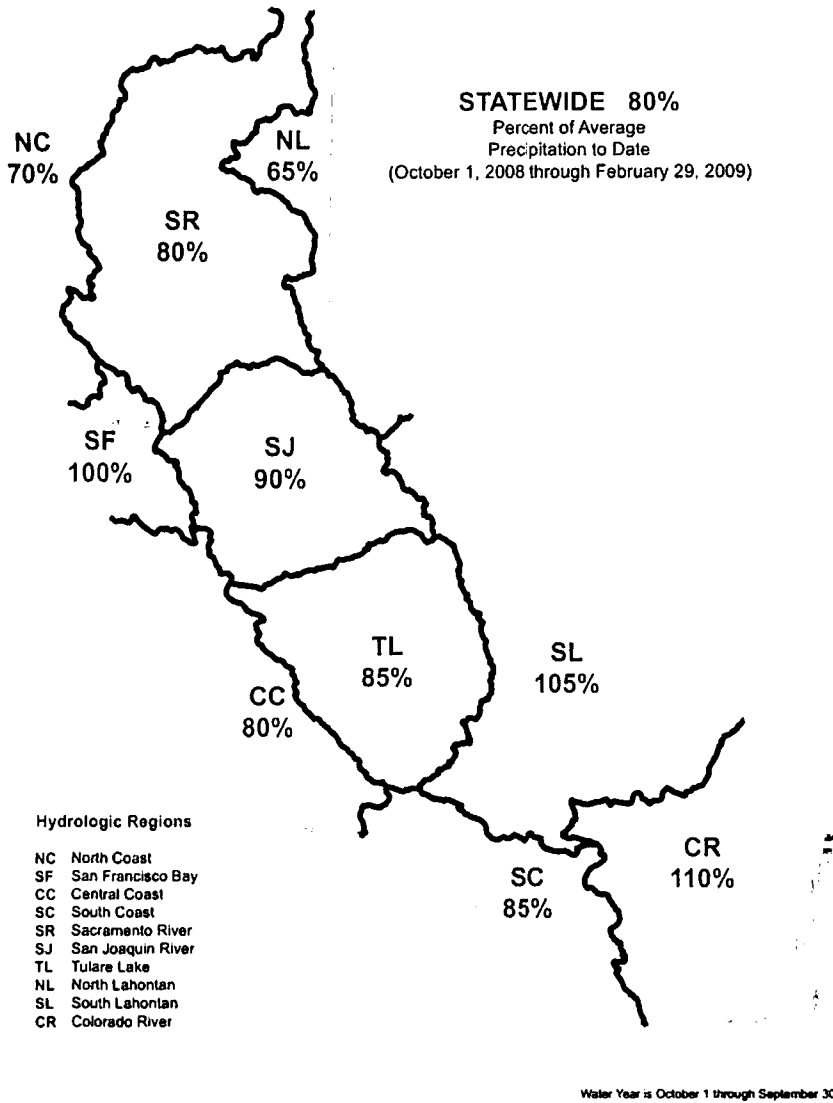 STATEWIDE 80%
Percent of Average
Precipitation to Date
(October 1, 2008 through February 29, 2009)
NC
70%
NL
65%
SR
80%
SF
100%
SJ
90%
TL
85%
SL
105%
CC
80%
CR
110%
SC
85%
Hydrologic Regions
NC North Coast
SF San Francisco Bay
CC Central Coast
SC South Coast
SR Sacramento River
SJ San Joaquin River
TL Tulare Lake
NL North Lahontan
SL South Lahontan
CR Colorado River
Water Year is October 1 through September 30